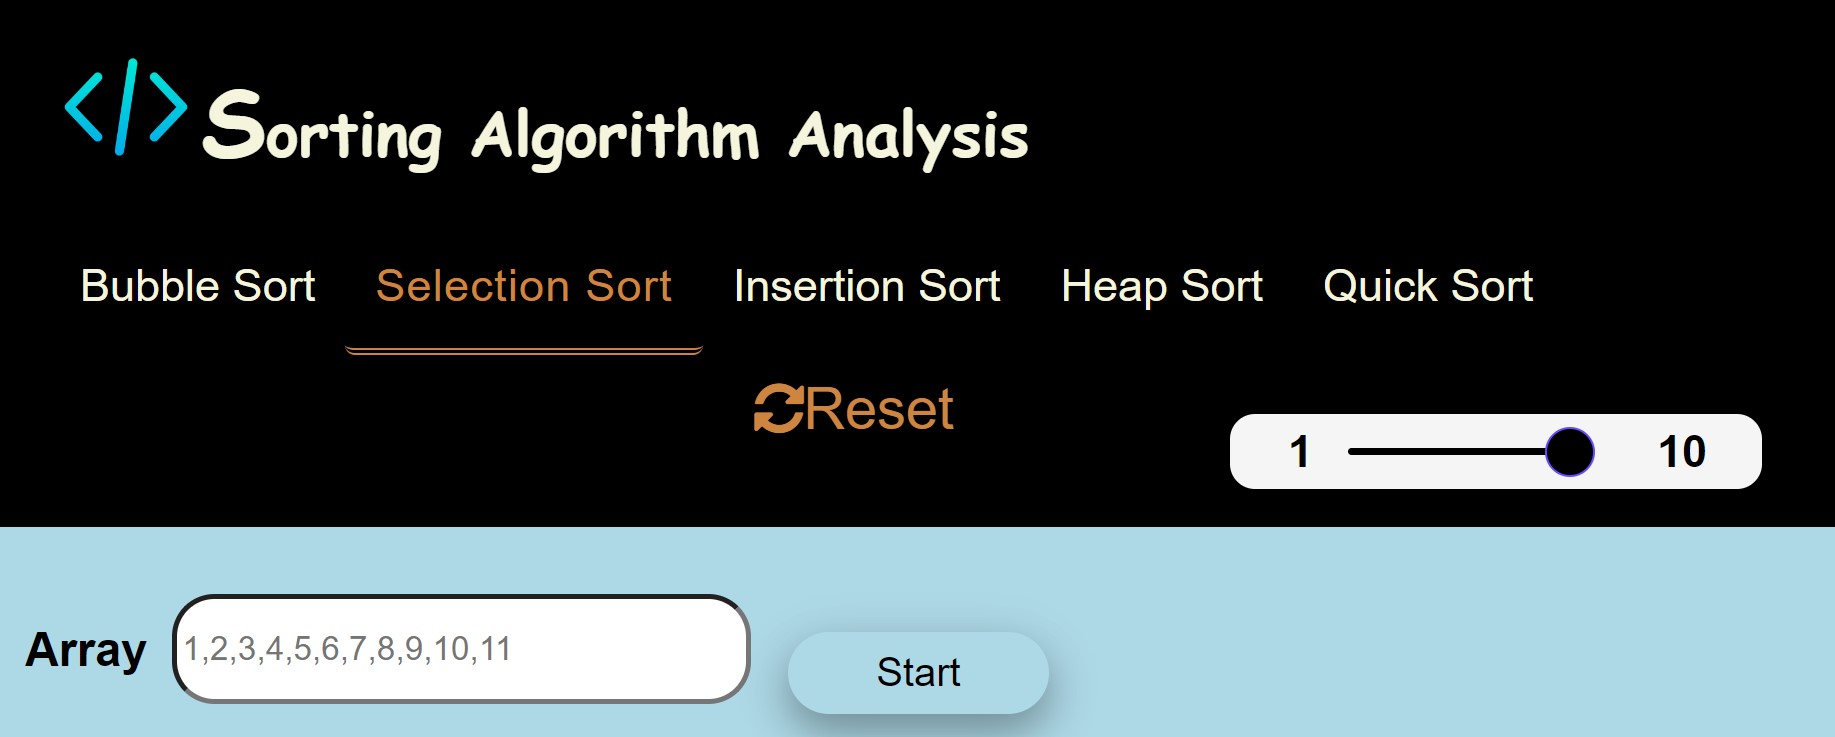 </> Sorting Algorithm Analysis
Bubble Sort Selection Sort Insertion Sort Heap Sort Quick Sort
Reset
1 10
Array 1,2,3,4,5,6,7,8,9,10,11 Start